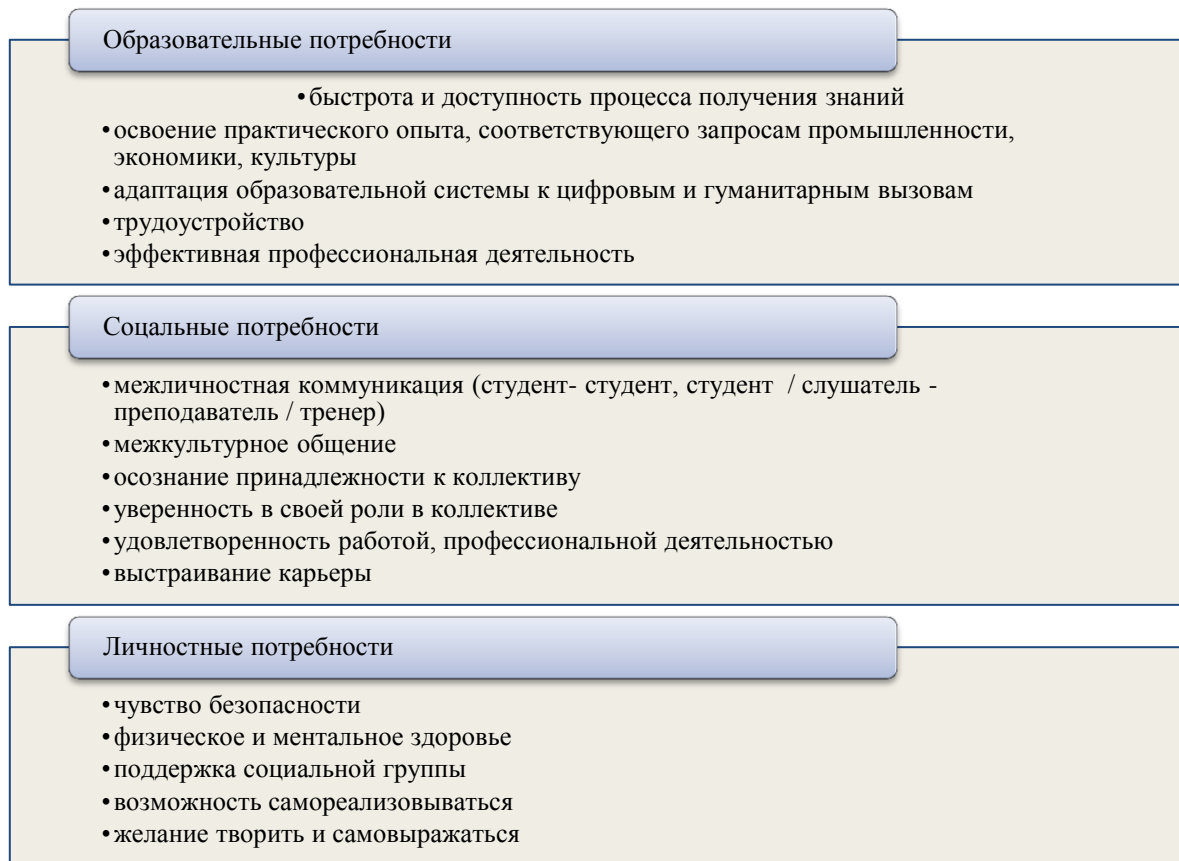 Образовательные потребности
•быстрота и доступность процесса получения знаний
•освоение практического опыта, соответствующего запросам промышленности,
экономики, культуры
•адаптация образовательной системы к цифровым и гуманитарным вызовам
•трудоустройство
•эффективная профессиональная деятельность
Соцальные потребности
•межличностная коммуникация (студент- студент, студент / слушатель -
преподаватель / тренер)
•межкультурное общение
•осознание принадлежности к коллективу
•уверенность в своей роли в коллективе
•удовлетворенность работой, профессиональной деятельностью
•выстраивание карьеры
Личностные потребности
•чувство безопасности
•физическое и ментальное здоровье
•поддержка социальной группы
•возможность самореализовываться
•желание творить и самовыражаться